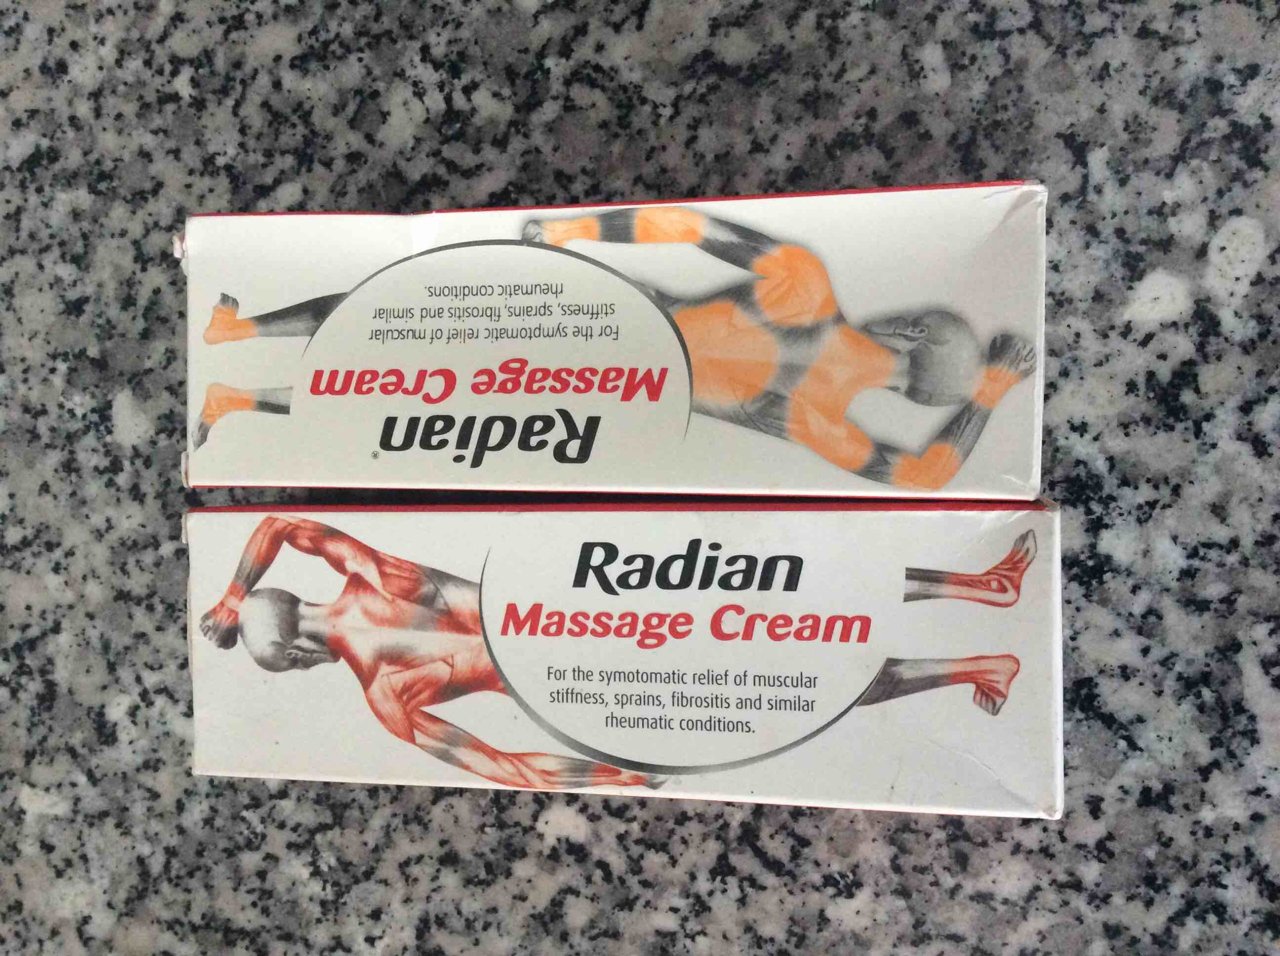 Radian®
Massage Cream
For the symptomatic relief of muscular
stiffness, sprains, fibrositis and similar
rheumatic conditions.
Radian
Massage Cream
For the symotomatic relief of muscular
stiffness, sprains, fibrositis and similar
rheumatic conditions.